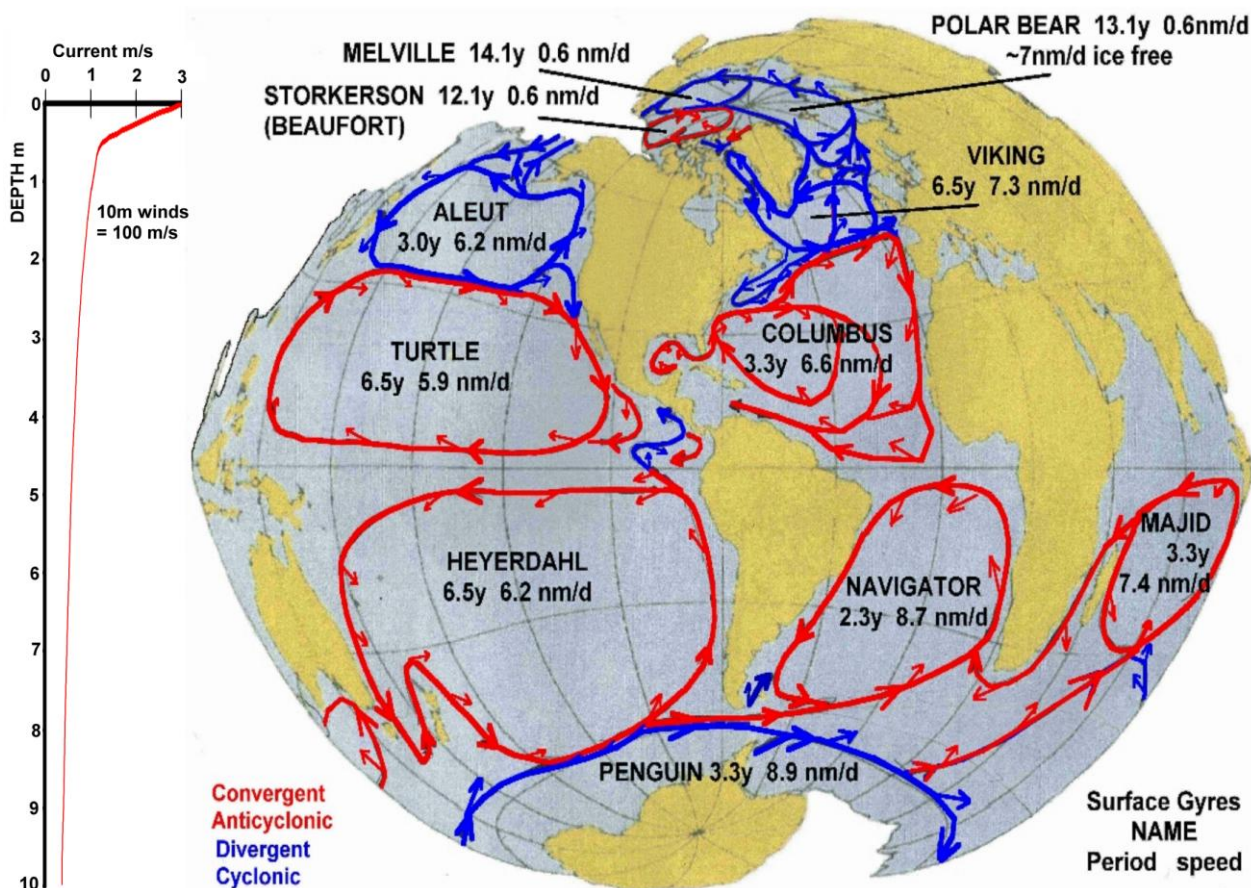 Current m/s
0 1 2 3
DEPTH m
0
1
2
3
4
5
6
7
8
9
10
10m winds
= 100 m/s
MELVILLE 14.1y 0.6 nm/d
POLAR BEAR 13.1y 0.6nm/d
~7nm/d ice free
STORKERSON 12.1y 0.6 nm/d
(BEAUFORT)
VIKING
6.5y 7.3 nm/d
ALEUT
3.0y 6.2 nm/d
TURTLE
6.5y 5.9 nm/d
COLUMBUS
3.3y 6.6 nm/d
HEYERDAHL
6.5y 6.2 nm/d
NAVIGATOR
2.3y 8.7 nm/d
MAJID
3.3y
7.4 nm/d
PENGUIN 3.3y 8.9 nm/d
Convergent
Anticyclonic
Divergent
Cyclonic
Surface Gyres
NAME
Period speed